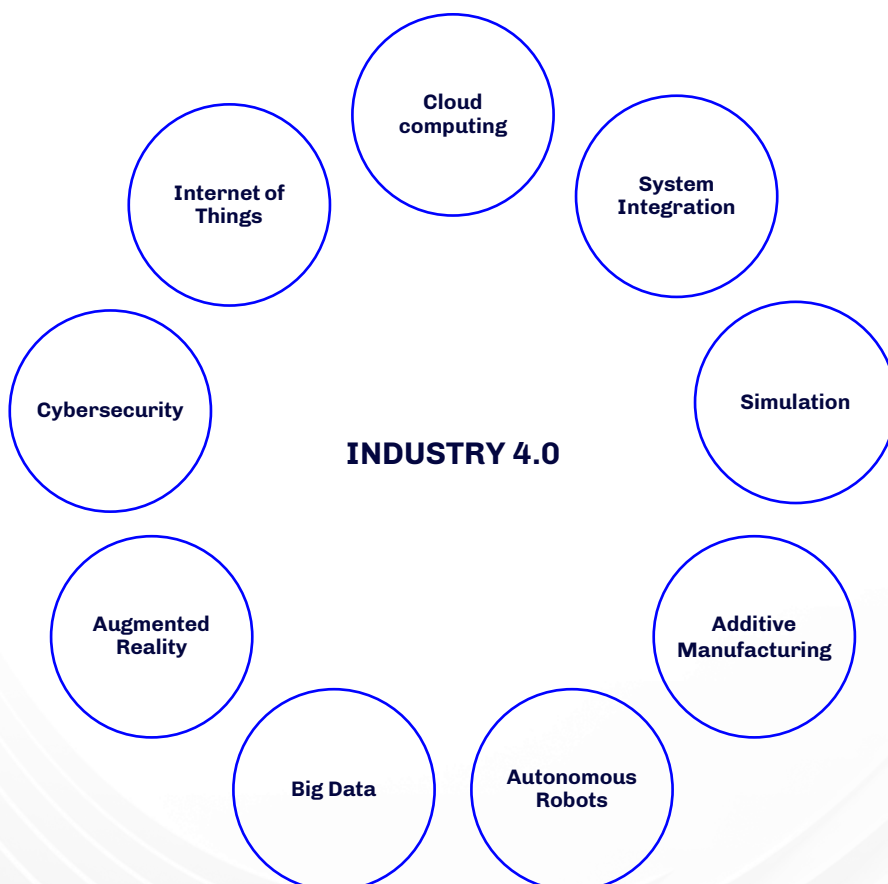 Cloud
computing
System
Integration
Internet of
Things
Simulation
Cybersecurity
INDUSTRY 4.0
Additive
Manufacturing
Augmented
Reality
Autonomous
Robots
Big Data